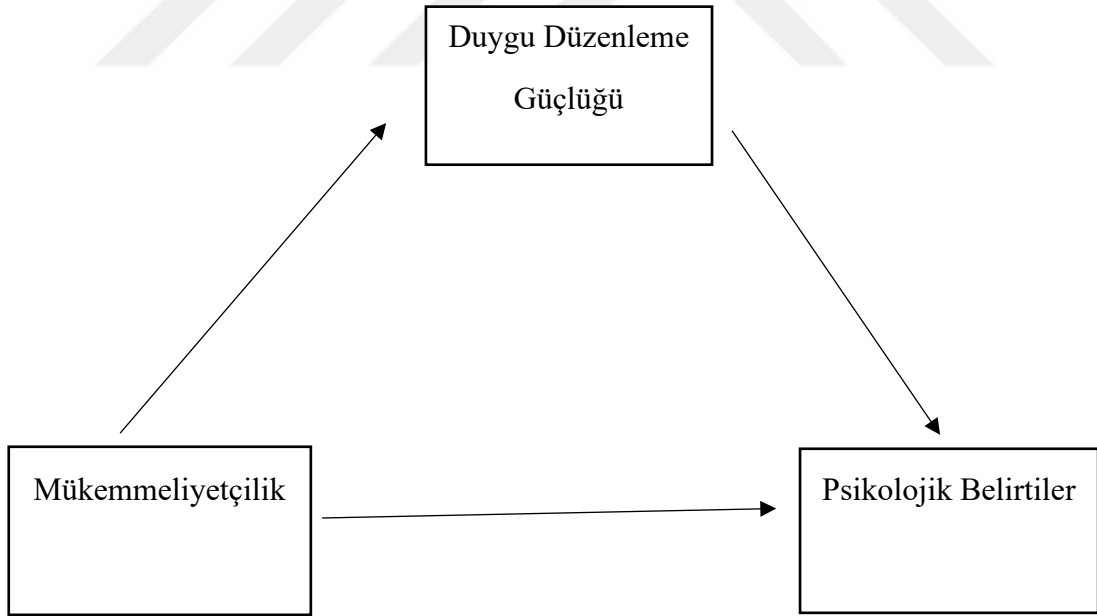 Duygu Düzenleme
Güçlüğü
Mükemmeliyetçilik
Psikolojik Belirtiler